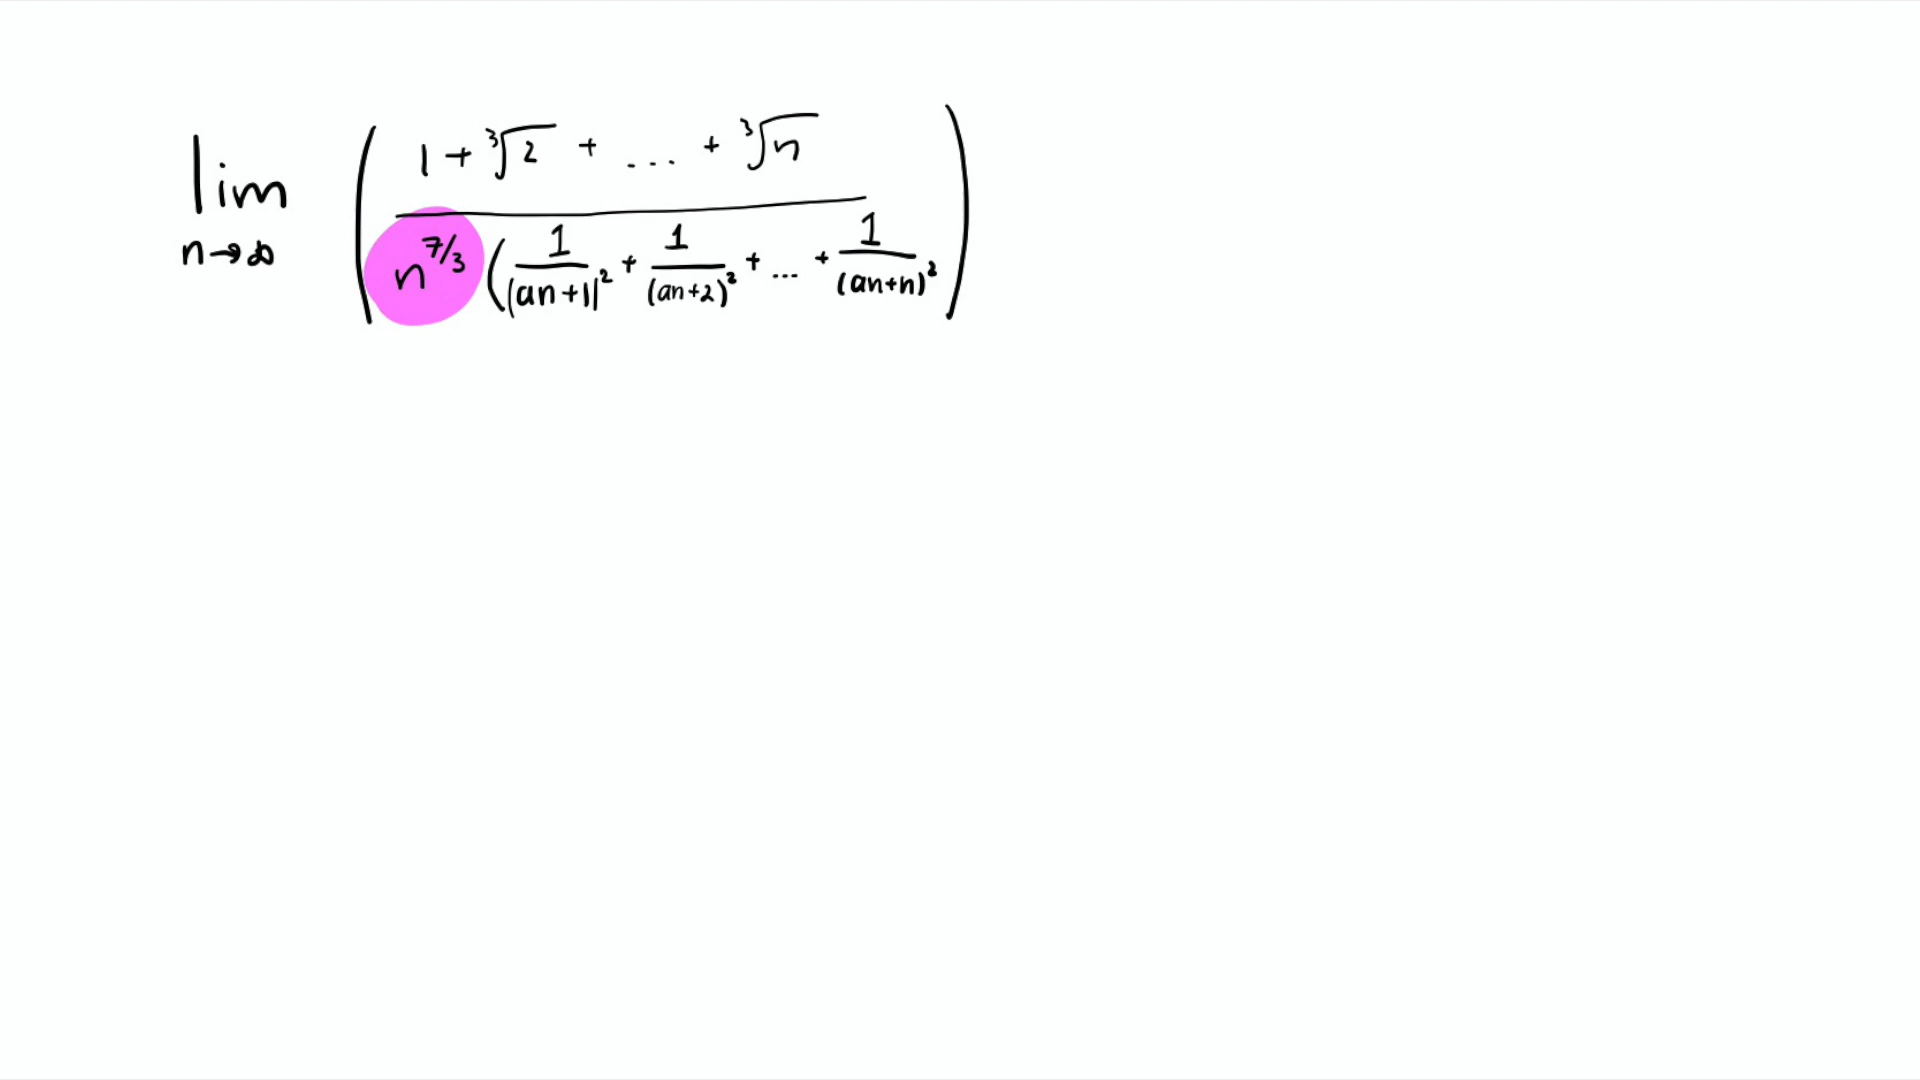 lim n→∞ ( (1 + ∛2 + ... + ∛n) / (n^{7/3} ( 1/(an+1)² + 1/(an+2)² + ... + 1/(an+n)² ) )